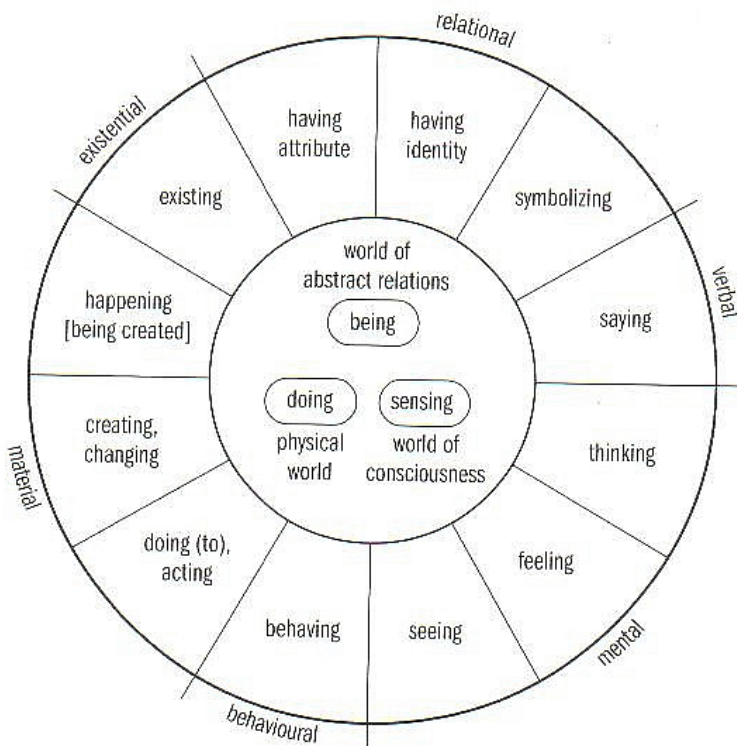 relational
existential
having
attribute
having
identity
existing
symbolizing
world of
abstract relations
being
verbal
happening
[being created]
saying
doing
sensing
physical
world
world of
consciousness
creating,
changing
thinking
material
doing (to),
acting
feeling
behaving
seeing
mental
behavioural